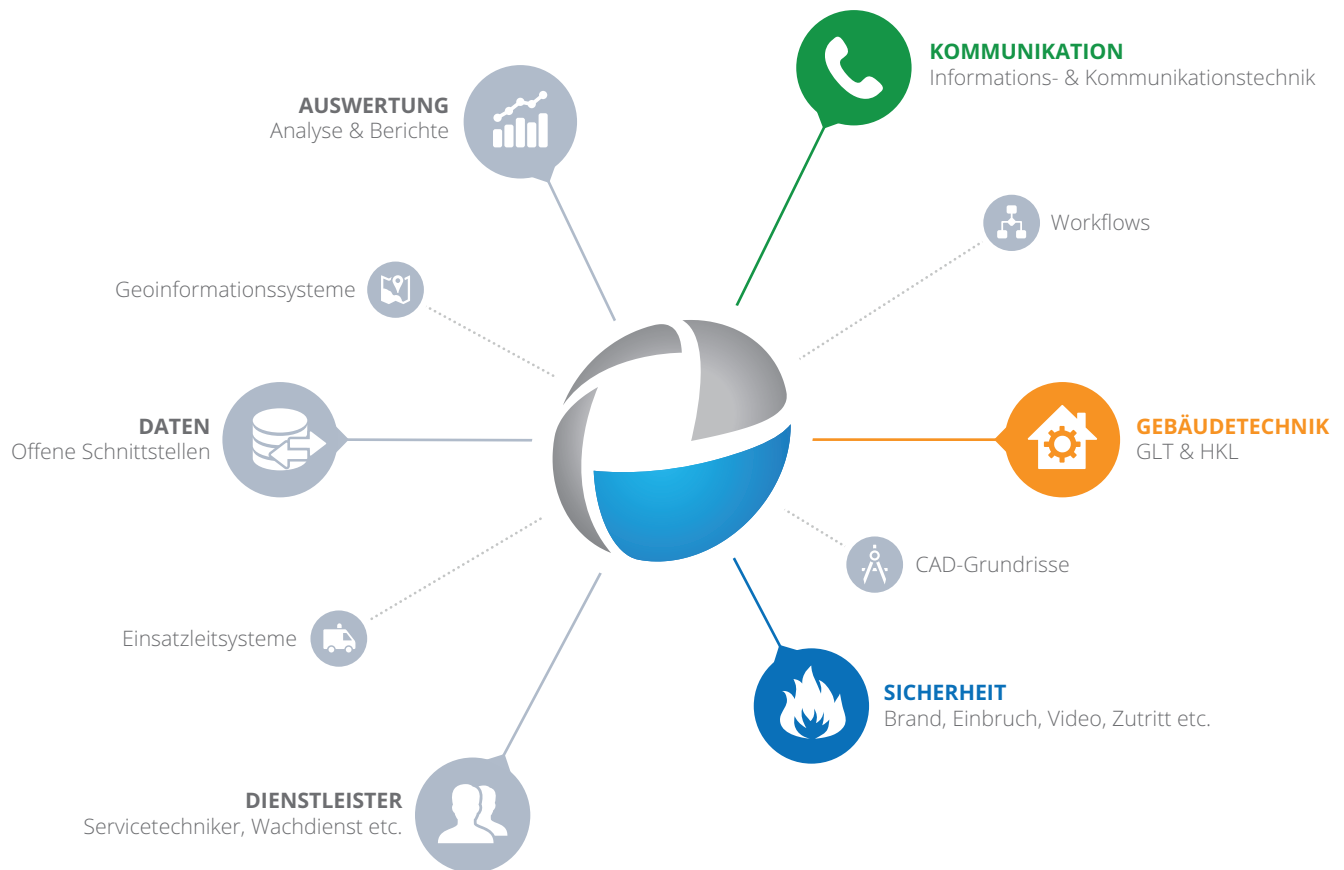 KOMMUNIKATION
Informations- & Kommunikationstechnik
AUSWERTUNG
Analyse & Berichte
Workflows
Geoinformationssysteme
DATEN
Offene Schnittstellen
GEBÄUDETECHNIK
GLT & HKL
CAD-Grundrisse
Einsatzleitsysteme
SICHERHEIT
Brand, Einbruch, Video, Zutritt etc.
DIENSTLEISTER
Servicetechniker, Wachdienst etc.